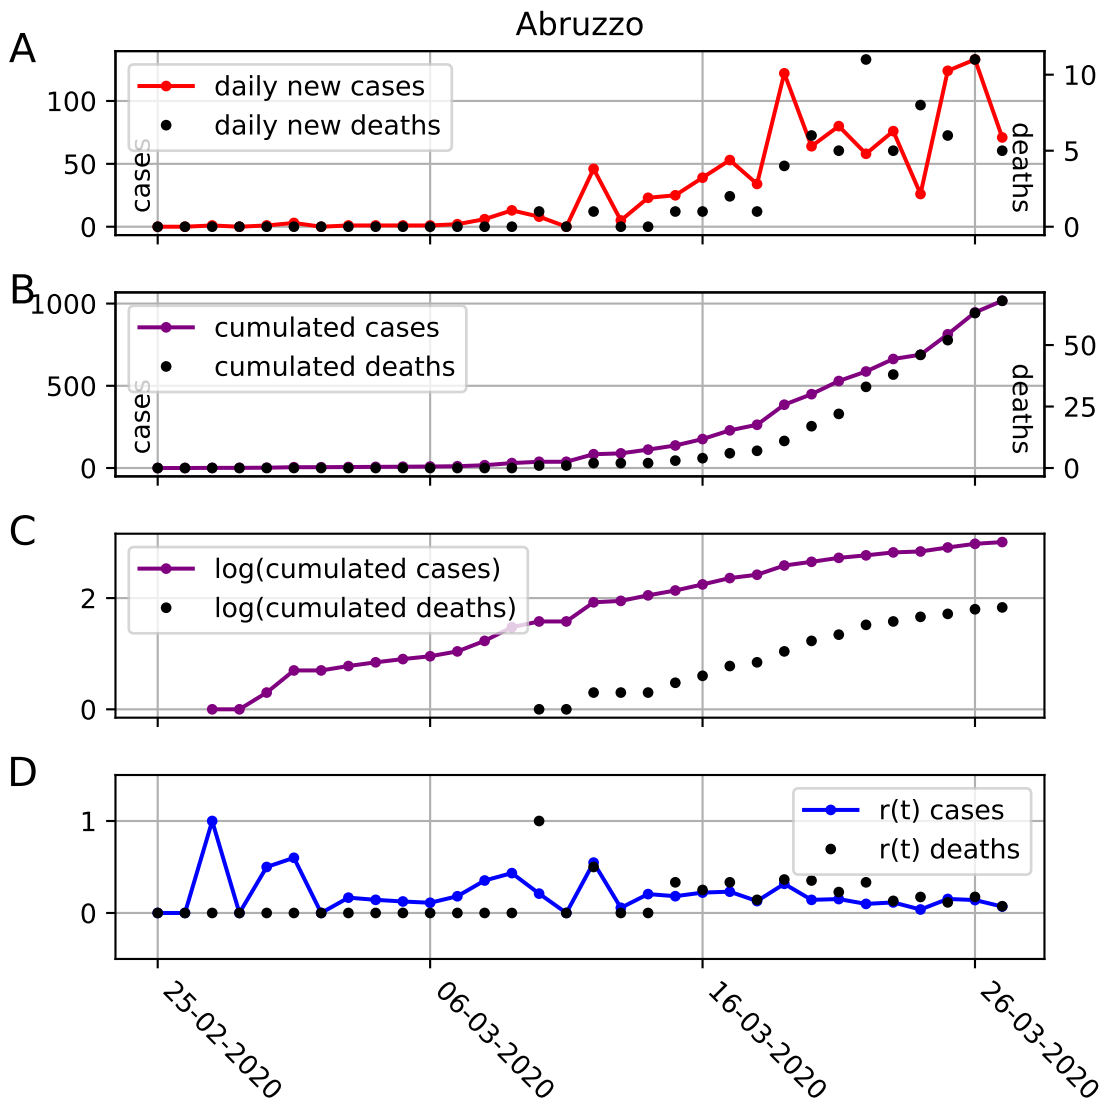 Abruzzo
A
daily new cases
daily new deaths
100
50
0
cases
10
5
0
deaths
B
cumulated cases
cumulated deaths
1000
500
0
cases
50
25
0
deaths
C
log(cumulated cases)
log(cumulated deaths)
2
0
D
r(t) cases
r(t) deaths
1
0
25-02-2020
06-03-2020
16-03-2020
26-03-2020